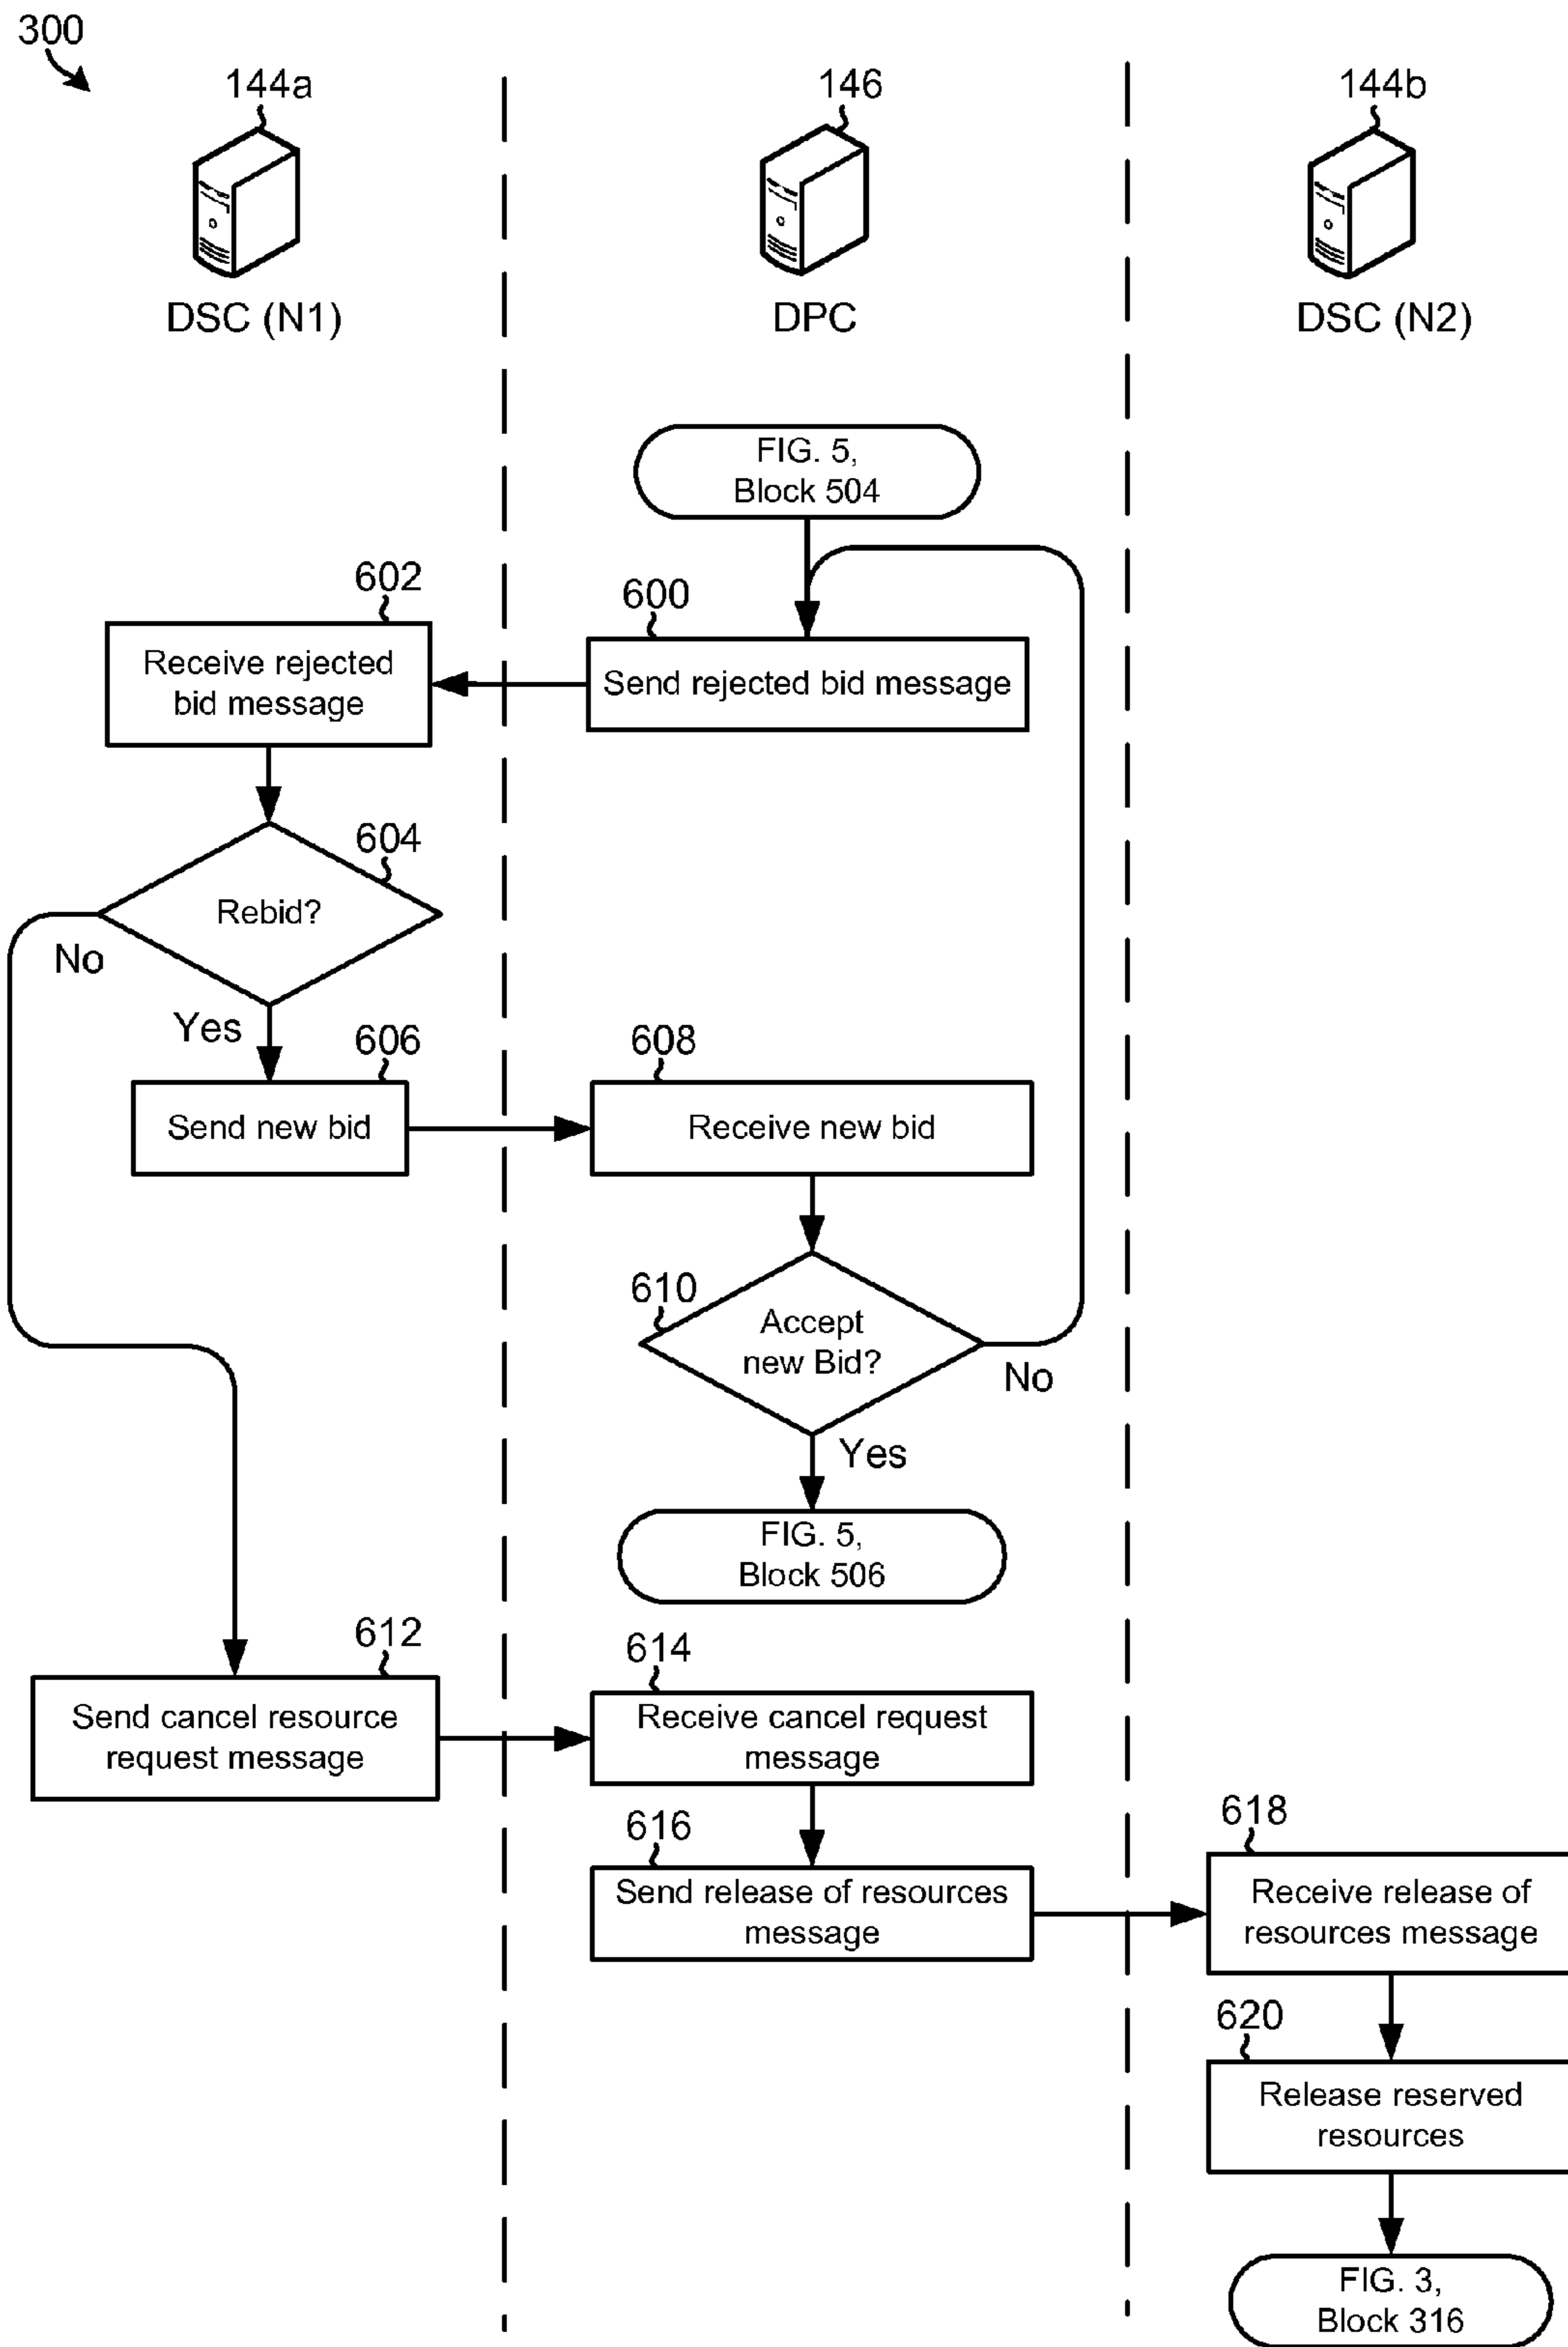 300
144a
146
144b
DSC (N1)
DPC
DSC (N2)
FIG. 5,
Block 504
602
600
Receive rejected
bid message
Send rejected bid message
604
Rebid?
No
Yes
606
608
Send new bid
Receive new bid
610
Accept
new Bid?
No
Yes
FIG. 5,
Block 506
612
614
Send cancel resource
request message
Receive cancel request
message
616
618
Send release of resources
message
Receive release of
resources message
620
Release reserved
resources
FIG. 3,
Block 316